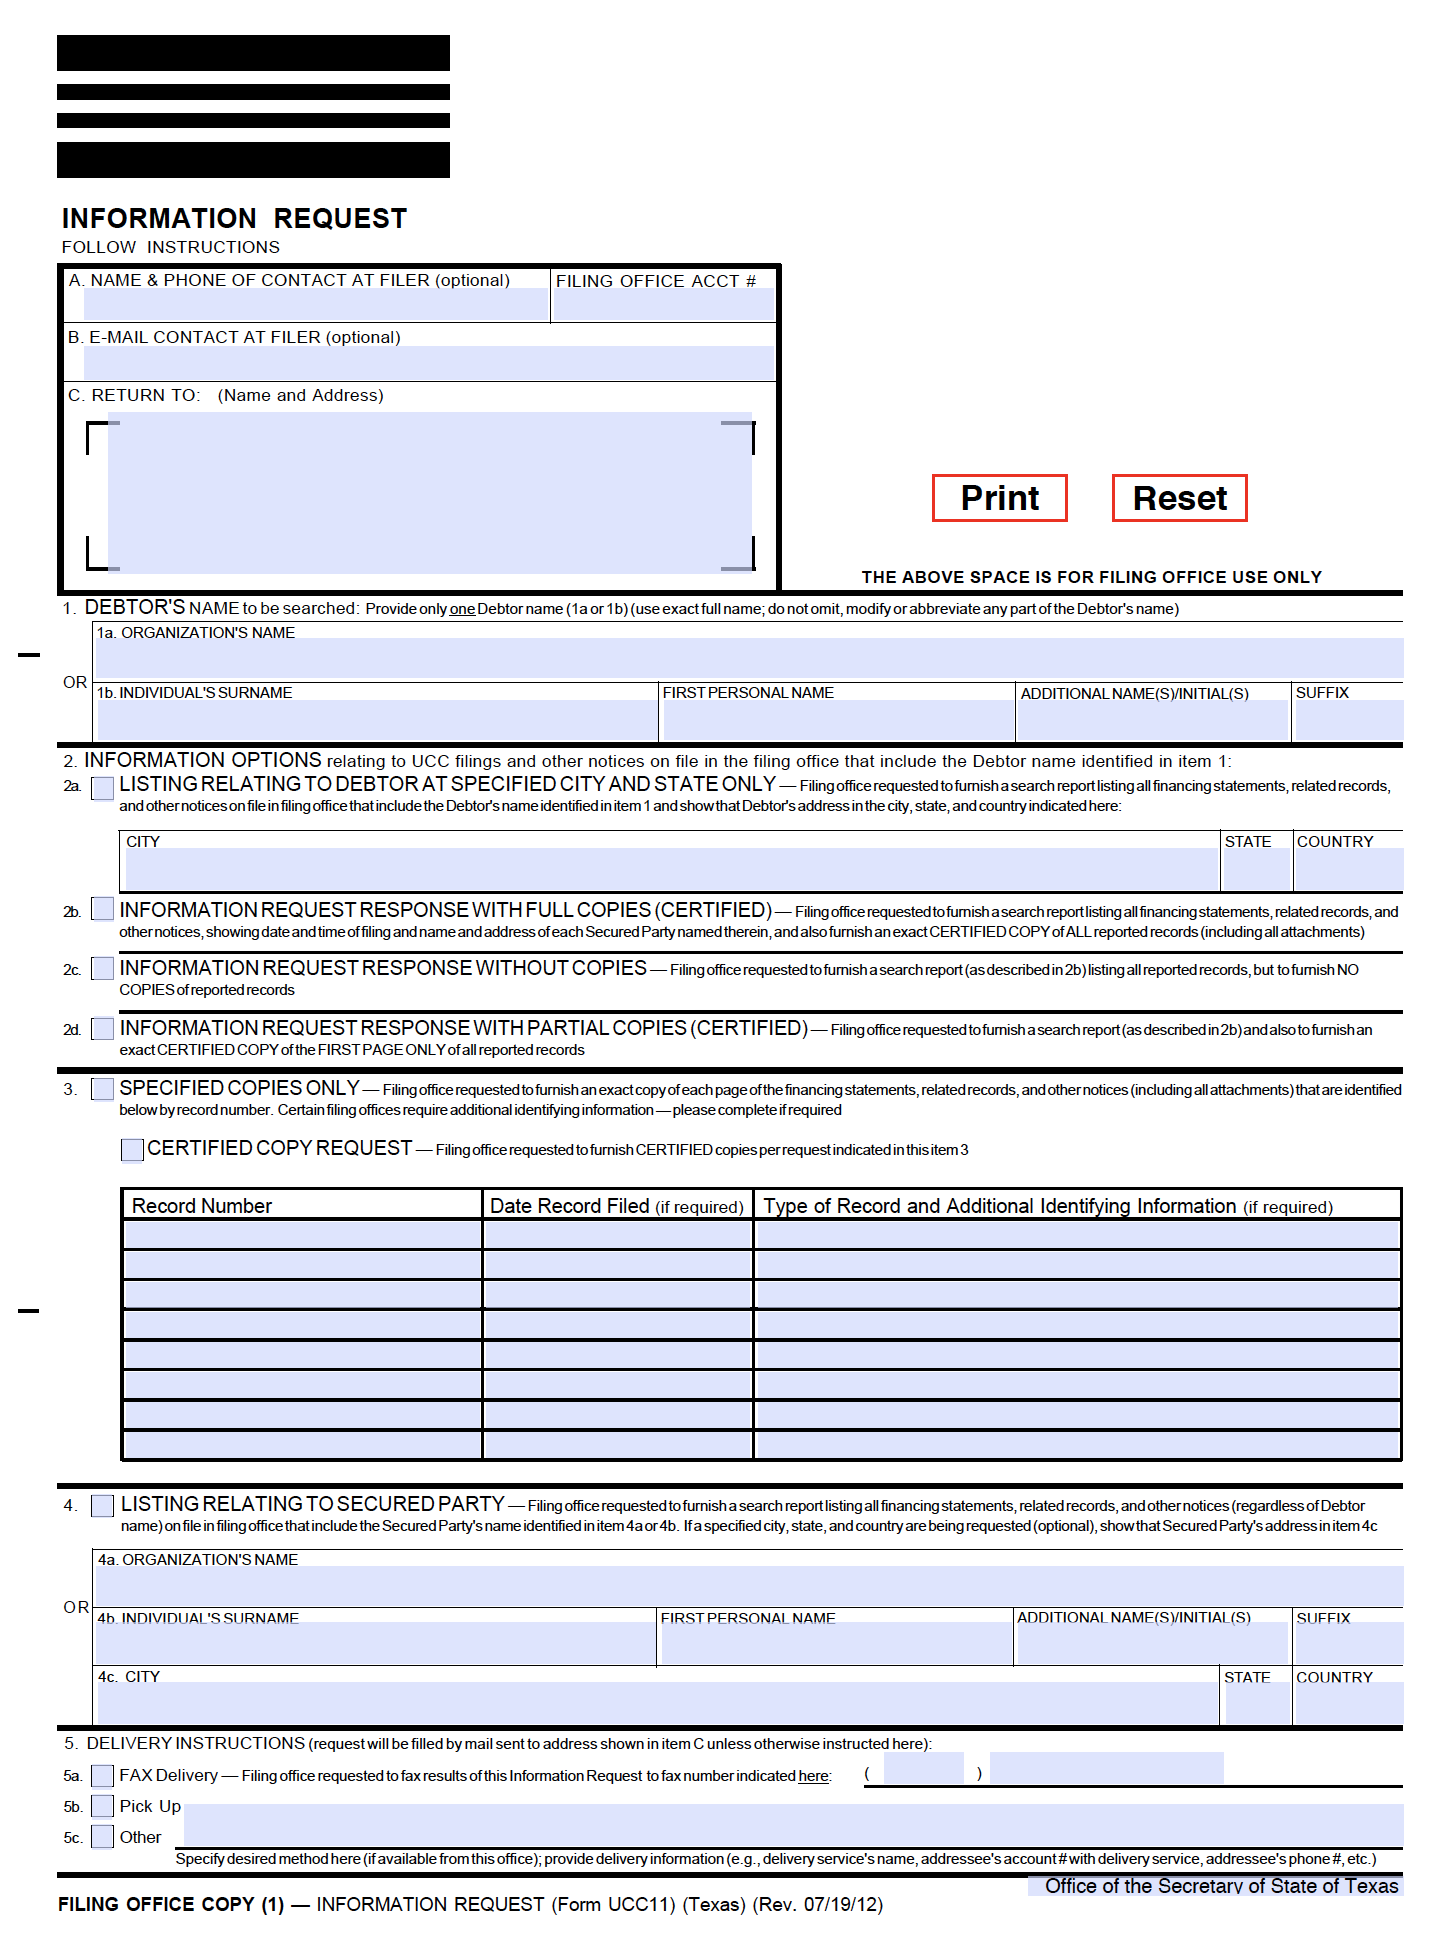 INFORMATION REQUEST
FOLLOW INSTRUCTIONS
A. NAME & PHONE OF CONTACT AT FILER (optional)
FILING OFFICE ACCT #
B. E-MAIL CONTACT AT FILER (optional)
C. RETURN TO: (Name and Address)
Print
Reset
THE ABOVE SPACE IS FOR FILING OFFICE USE ONLY
1. DEBTOR'S NAME to be searched: Provide only one Debtor name (1a or 1b) (use exact full name; do not omit, modify or abbreviate any part of the Debtor's name)
1a. ORGANIZATION'S NAME
OR
1b. INDIVIDUAL'S SURNAME
FIRST PERSONAL NAME
ADDITIONAL NAME(S)/INITIAL(S)
SUFFIX
2. INFORMATION OPTIONS relating to UCC filings and other notices on file in the filing office that include the Debtor name identified in item 1:
2a. LISTING RELATING TO DEBTOR AT SPECIFIED CITY AND STATE ONLY — Filing office requested to furnish a search report listing all financing statements, related records,
and other notices on file in filing office that include the Debtor's name identified in item 1 and show that Debtor's address in the city, state, and country indicated here:
CITY
STATE
COUNTRY
2b. INFORMATION REQUEST RESPONSE WITH FULL COPIES (CERTIFIED) — Filing office requested to furnish a search report listing all financing statements, related records, and
other notices, showing date and time of filing and name and address of each Secured Party named therein, and also furnish an exact CERTIFIED COPY of ALL reported records (including all attachments)
2c. INFORMATION REQUEST RESPONSE WITHOUT COPIES — Filing office requested to furnish a search report (as described in 2b) listing all reported records, but to furnish NO
COPIES of reported records
2d. INFORMATION REQUEST RESPONSE WITH PARTIAL COPIES (CERTIFIED) — Filing office requested to furnish a search report (as described in 2b) and also to furnish an
exact CERTIFIED COPY of the FIRST PAGE ONLY of all reported records
3. SPECIFIED COPIES ONLY — Filing office requested to furnish an exact copy of each page of the financing statements, related records, and other notices (including all attachments) that are identified
below by record number. Certain filing offices require additional identifying information — please complete if required
CERTIFIED COPY REQUEST — Filing office requested to furnish CERTIFIED copies per request indicated in this item 3
Record Number
Date Record Filed (if required)
Type of Record and Additional Identifying Information (if required)
4. LISTING RELATING TO SECURED PARTY — Filing office requested to furnish a search report listing all financing statements, related records, and other notices (regardless of Debtor
name) on file in filing office that include the Secured Party's name identified in item 4a or 4b. If a specified city, state, and country are being requested (optional), show that Secured Party's address in item 4c
4a. ORGANIZATION'S NAME
OR
4b. INDIVIDUAL'S SURNAME
FIRST PERSONAL NAME
ADDITIONAL NAME(S)/INITIAL(S)
SUFFIX
4c. CITY
STATE
COUNTRY
5. DELIVERY INSTRUCTIONS (request will be filled by mail sent to address shown in item C unless otherwise instructed here):
5a. FAX Delivery — Filing office requested to fax results of this Information Request to fax number indicated here: ( )
5b. Pick Up
5c. Other
Specify desired method here (if available from this office); provide delivery information (e.g., delivery service's name, addressee's account # with delivery service, addressee's phone #, etc.)
Office of the Secretary of State of Texas
FILING OFFICE COPY (1) — INFORMATION REQUEST (Form UCC11) (Texas) (Rev. 07/19/12)